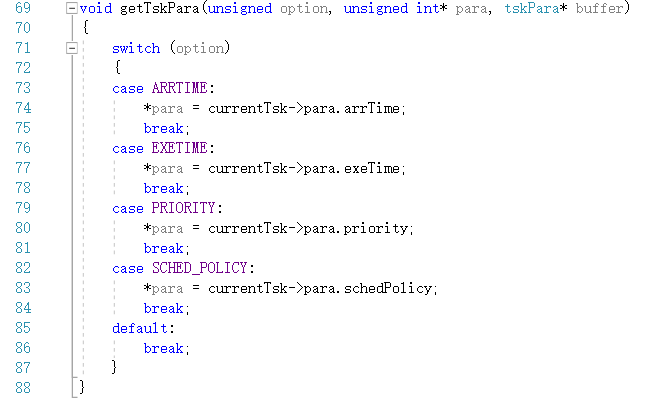 69 void getTskPara(unsigned option, unsigned int* para, tskPara* buffer)
70 {
71 switch (option)
72 {
73 case ARRTIME:
74 *para = currentTsk->para.arrTime;
75 break;
76 case EXETIME:
77 *para = currentTsk->para.exeTime;
78 break;
79 case PRIORITY:
80 *para = currentTsk->para.priority;
81 break;
82 case SCHED_POLICY:
83 *para = currentTsk->para.schedPolicy;
84 break;
85 default:
86 break;
87 }
88 }